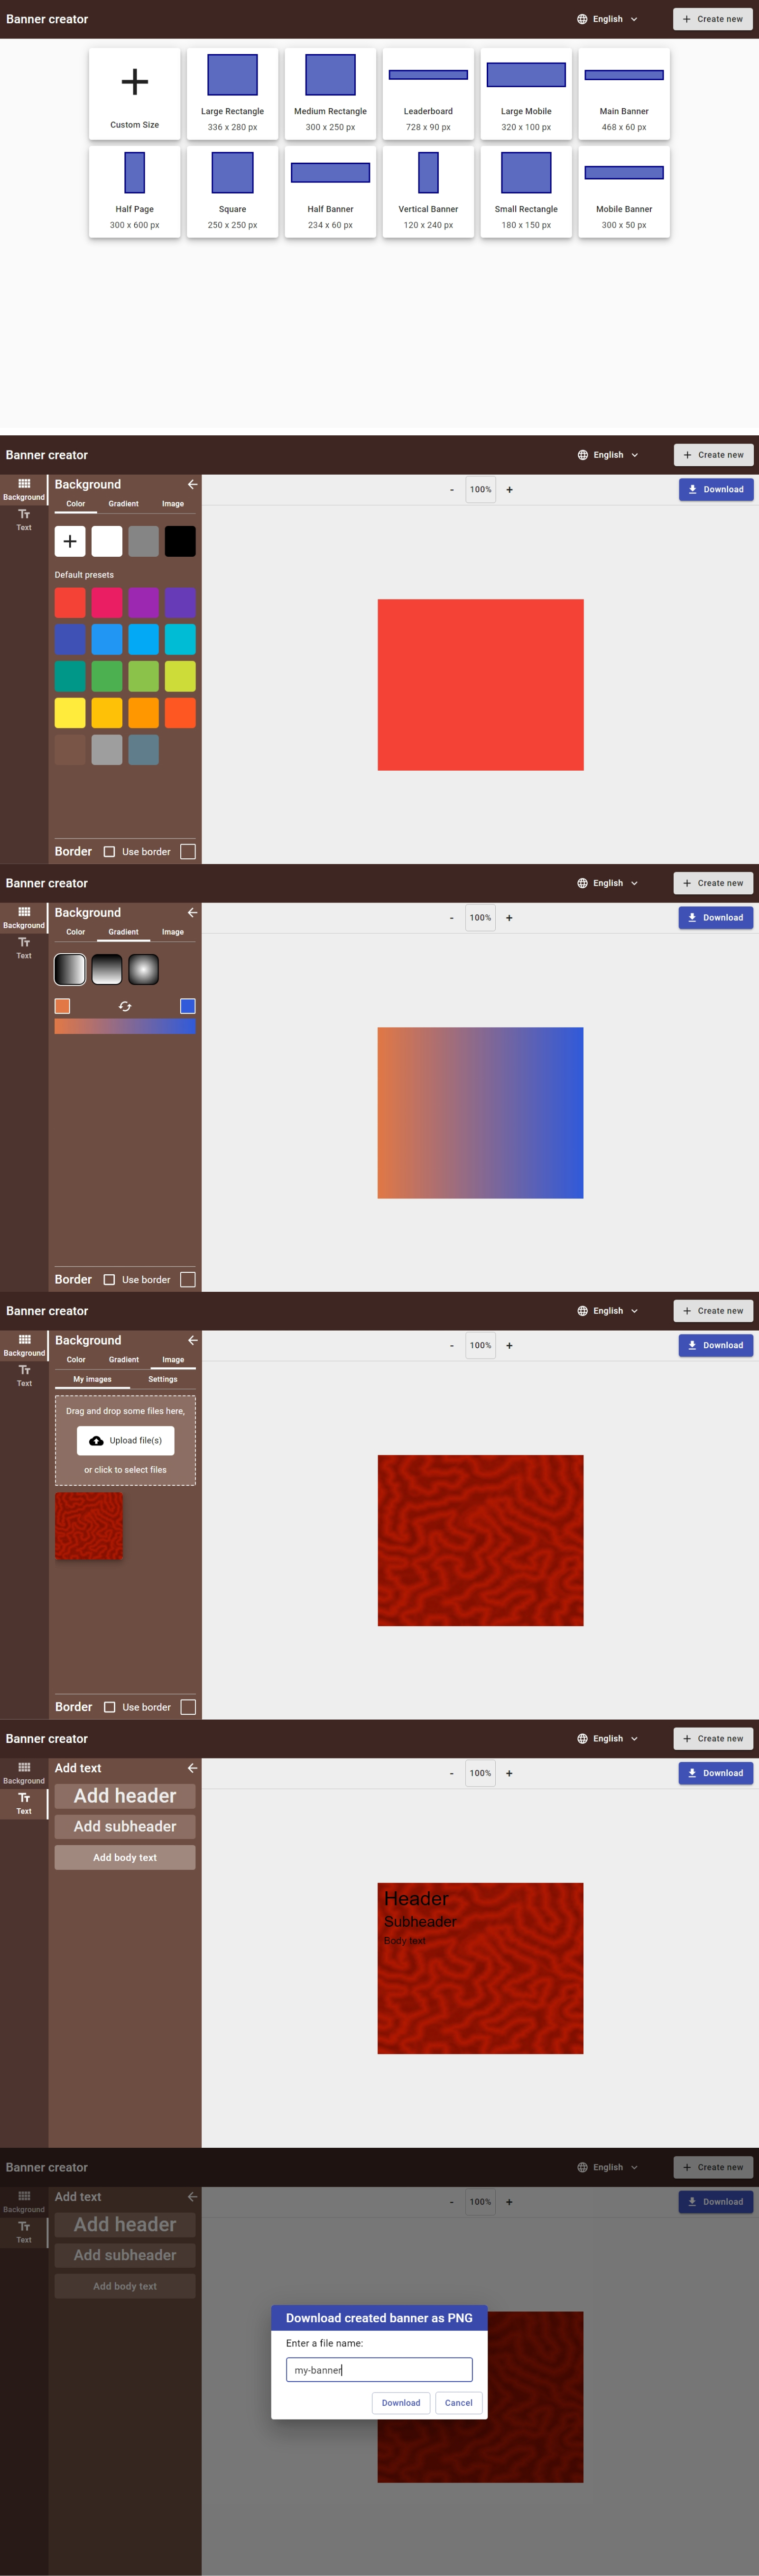 Banner creator
English
Create new
Custom Size
Large Rectangle
336 x 280 px
Medium Rectangle
300 x 250 px
Leaderboard
728 x 90 px
Large Mobile
320 x 100 px
Main Banner
468 x 60 px
Half Page
300 x 600 px
Square
250 x 250 px
Half Banner
234 x 60 px
Vertical Banner
120 x 240 px
Small Rectangle
180 x 150 px
Mobile Banner
300 x 50 px
Banner creator
English
Create new
Background
Text
Background
Color Gradient Image
Default presets
Border Use border
- 100% +
Download
Banner creator
English
Create new
Background
Text
Background
Color Gradient Image
Border Use border
- 100% +
Download
Banner creator
English
Create new
Background
Text
Background
Color Gradient Image
My images Settings
Drag and drop some files here,
Upload file(s)
or click to select files
Border Use border
- 100% +
Download
Banner creator
English
Create new
Background
Text
Add text
Add header
Add subheader
Add body text
- 100% +
Download
Header
Subheader
Body text
Banner creator
English
Create new
Background
Text
Add text
Add header
Add subheader
Add body text
- 100% +
Download
Download created banner as PNG
Enter a file name:
my-banner
Download Cancel